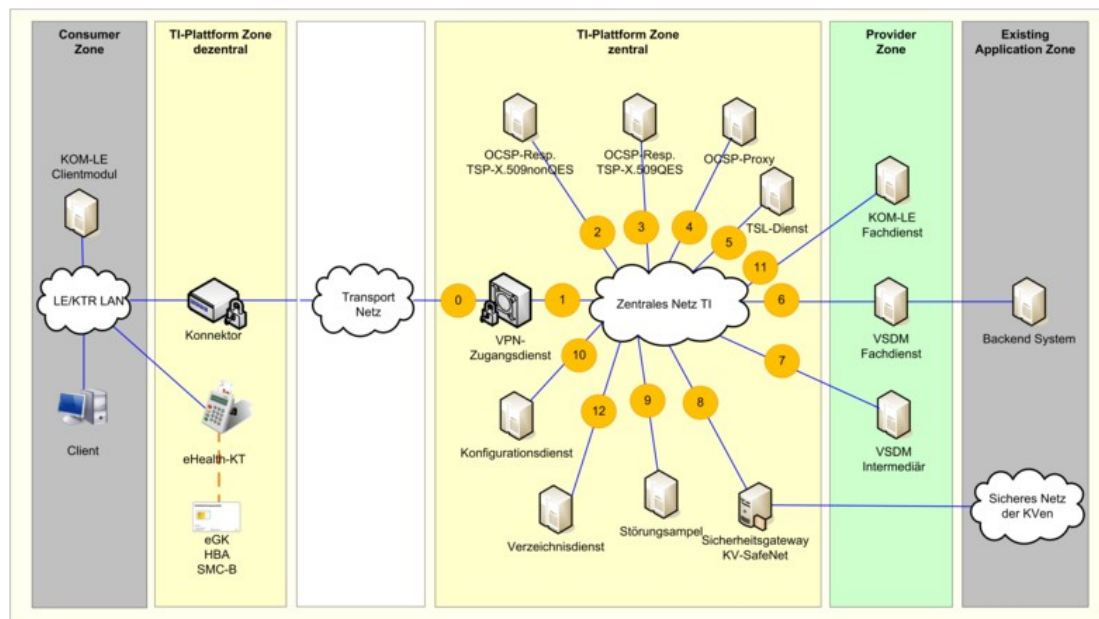 Consumer
Zone
TI-Plattform Zone
dezentral
TI-Plattform Zone
zentral
Provider
Zone
Existing
Application Zone
KOM-LE
Clientmodul
LE/KTR LAN
Client
Konnektor
eHealth-KT
eGK
HBA
SMC-B
Transport
Netz
0
VPN-
Zugangsdienst
1
Zentrales Netz TI
OCSP-Resp.
TSP-X.509nonQES
2
OCSP-Resp.
TSP-X.509QES
3
OCSP-Proxy
4
TSL-Dienst
5
11
6
7
8
9
12
10
Konfigurationsdienst
Verzeichnisdienst
Störungsampel
Sicherheitsgateway
KV-SafeNet
KOM-LE
Fachdienst
VSDM
Fachdienst
VSDM
Intermediär
Backend System
Sicheres Netz
der KVen